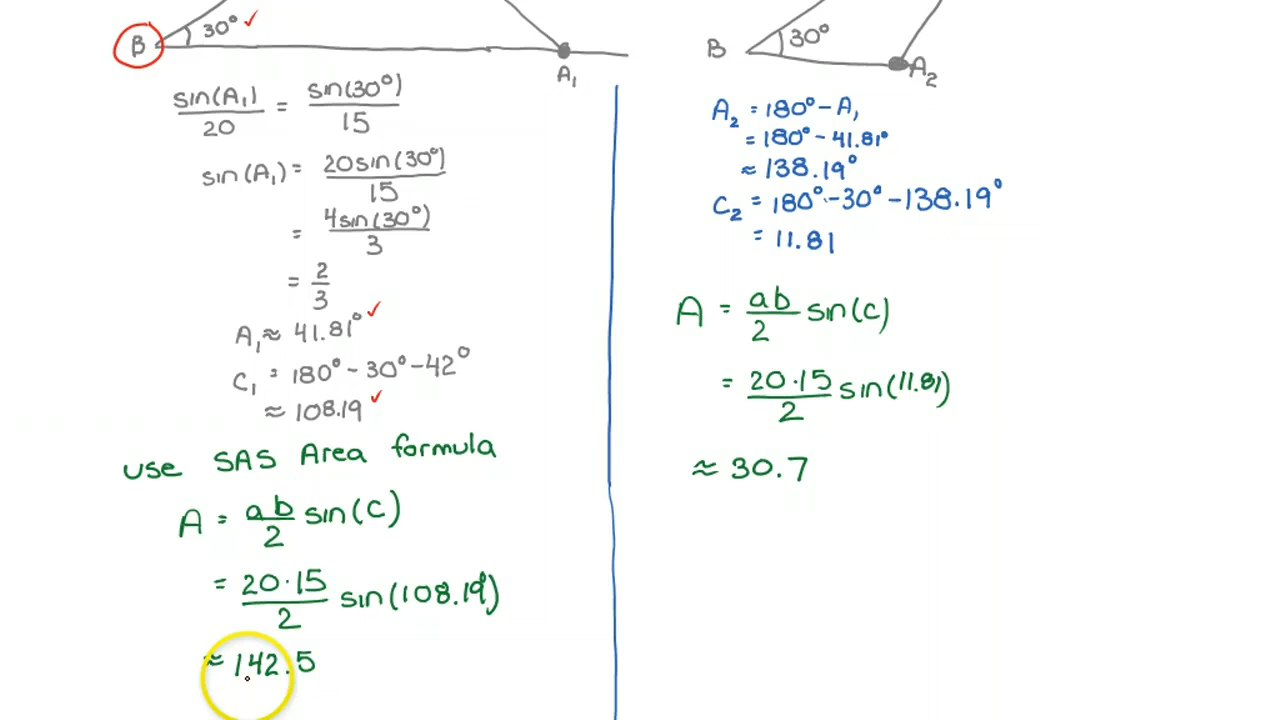 B 30° ✓
A₁
sin(A₁)/20 = sin(30°)/15
sin(A₁) = 20sin(30°)/15
= 4sin(30°)/3
= 2/3
A₁ ≈ 41.81° ✓
C₁ = 180° - 30° - 42°
≈ 108.19 ✓
use SAS Area formula
A = ab/2 sin(C)
= 20·15/2 sin(108.19°)
≈ 142.5
B 30°
A₂
A₂ = 180° - A₁
= 180° - 41.81°
≈ 138.19°
C₂ = 180° - 30° - 138.19°
= 11.81
A = ab/2 sin(C)
= 20·15/2 sin(11.81)
≈ 30.7